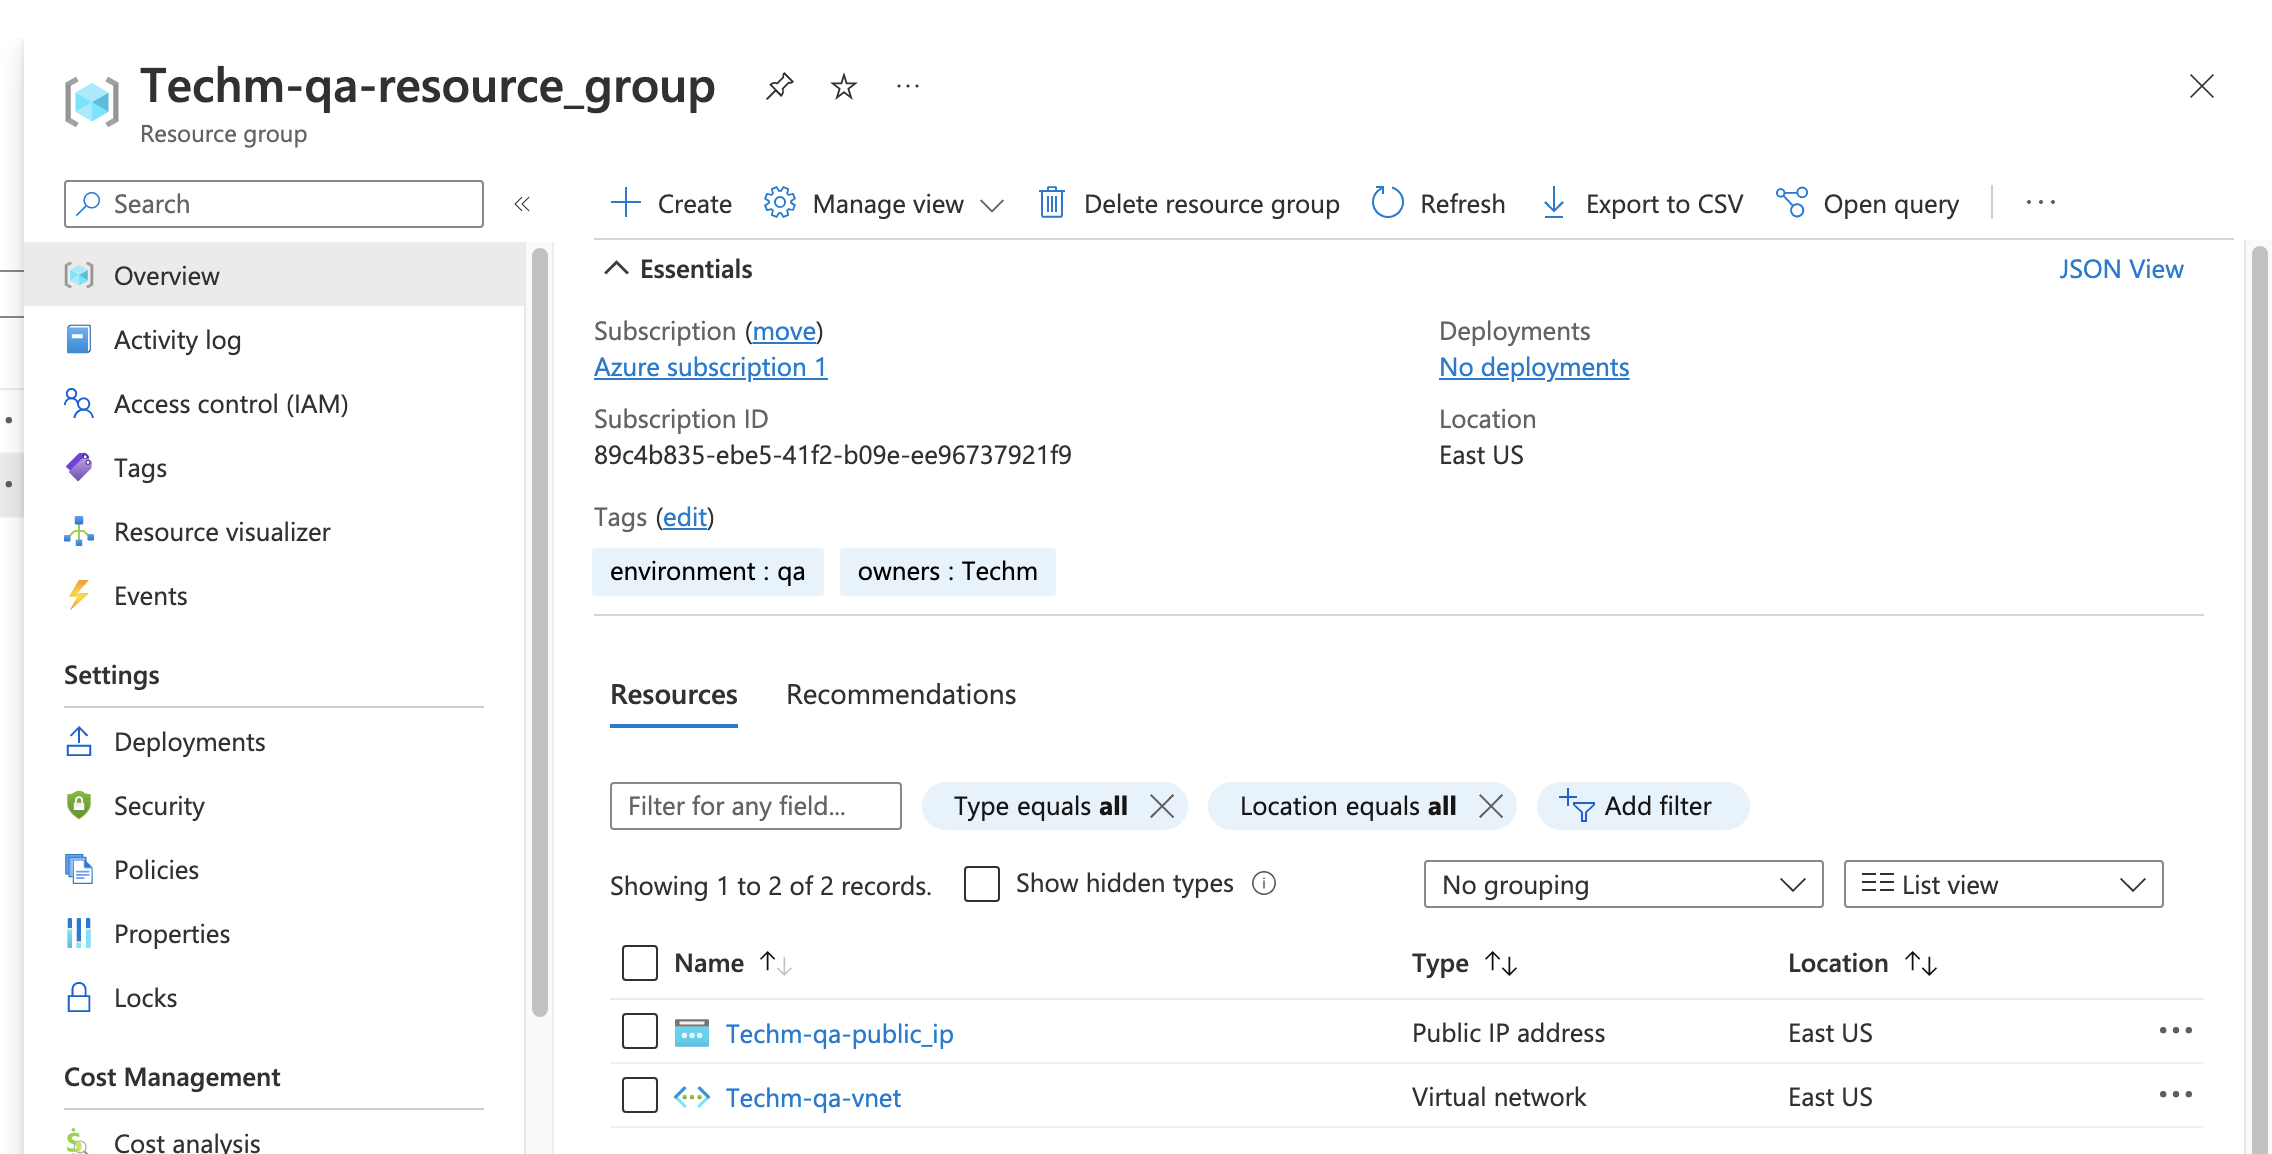 Techm-qa-resource_group
Resource group
Search
Create Manage view Delete resource group Refresh Export to CSV Open query
Overview
Activity log
Access control (IAM)
Tags
Resource visualizer
Events
Settings
Deployments
Security
Policies
Properties
Locks
Cost Management
Cost analysis
Essentials
JSON View
Subscription (move)
Azure subscription 1
Subscription ID
89c4b835-ebe5-41f2-b09e-ee96737921f9
Deployments
No deployments
Location
East US
Tags (edit)
environment : qa owners : Techm
Resources Recommendations
Filter for any field... Type equals all Location equals all Add filter
Showing 1 to 2 of 2 records. Show hidden types No grouping List view
Name Type Location
Techm-qa-public_ip Public IP address East US
Techm-qa-vnet Virtual network East US